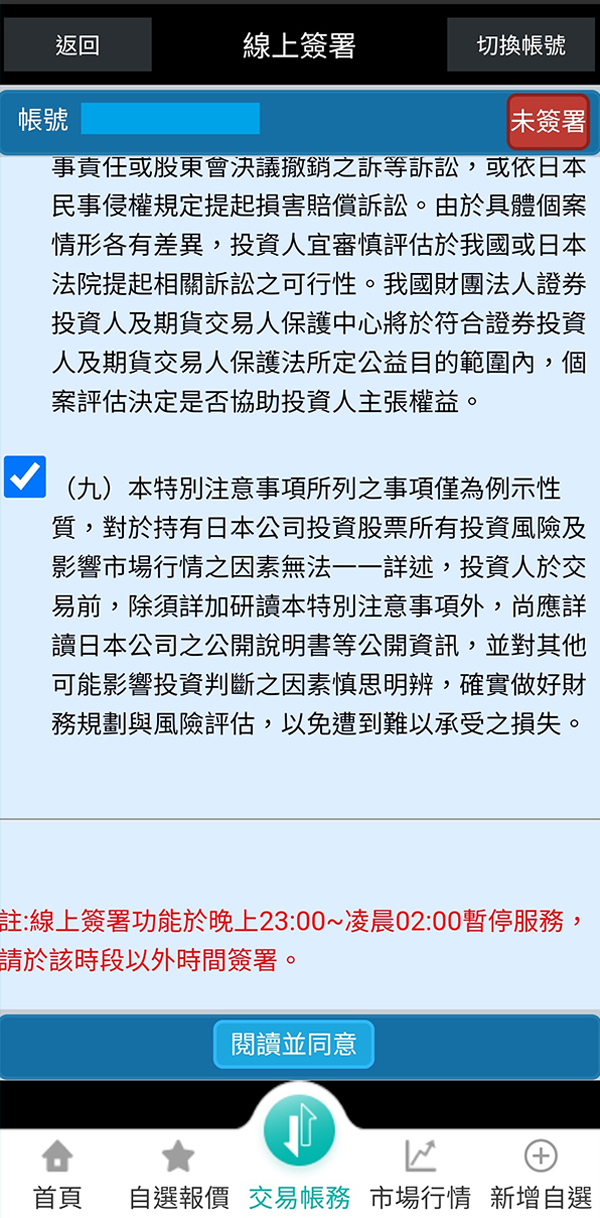 返回
線上簽署
切換帳號
帳號
未簽署
事責任或股東會決議撤銷之訴等訴訟，或依日本
民事侵權規定提起損害賠償訴訟。由於具體個案
情形各有差異，投資人宜審慎評估於我國或日本
法院提起相關訴訟之可行性。我國財團法人證券
投資人及期貨交易人保護中心將於符合證券投資
人及期貨交易人保護法所定公益目的範圍內，個
案評估決定是否協助投資人主張權益。
（九）本特別注意事項所列之事項僅為例示性
質，對於持有日本公司投資股票所有投資風險及
影響市場行情之因素無法一一詳述，投資人於交
易前，除須詳加研讀本特別注意事項外，尚應詳
讀日本公司之公開說明書等公開資訊，並對其他
可能影響投資判斷之因素慎思明辨，確實做好財
務規劃與風險評估，以免遭到難以承受之損失。
註:線上簽署功能於晚上23:00~凌晨02:00暫停服務，
請於該時段以外時間簽署。
閱讀並同意
首頁
自選報價
交易帳務
市場行情
新增自選